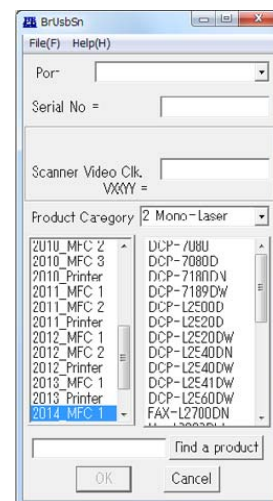 BrUsbSn
File(F) Help(H)
Por
Serial No =
Scanner Video Clk.
VXXYY =
Product Category 2 Mono-Laser
2010_MFC 2
2010_MFC 3
2010_Printer
2011_MFC 1
2011_MFC 2
2011_Printer
2012_MFC 1
2012_MFC 2
2012_Printer
2013_MFC 1
2013_Printer
2014_MFC 1
DCP-7080
DCP-7080D
DCP-7180DN
DCP-7189DW
DCP-L2500D
DCP-L2520D
DCP-L2520DW
DCP-L2540DN
DCP-L2540DW
DCP-L2541DW
DCP-L2560DW
FAX-L2700DN
Find a product
OK Cancel